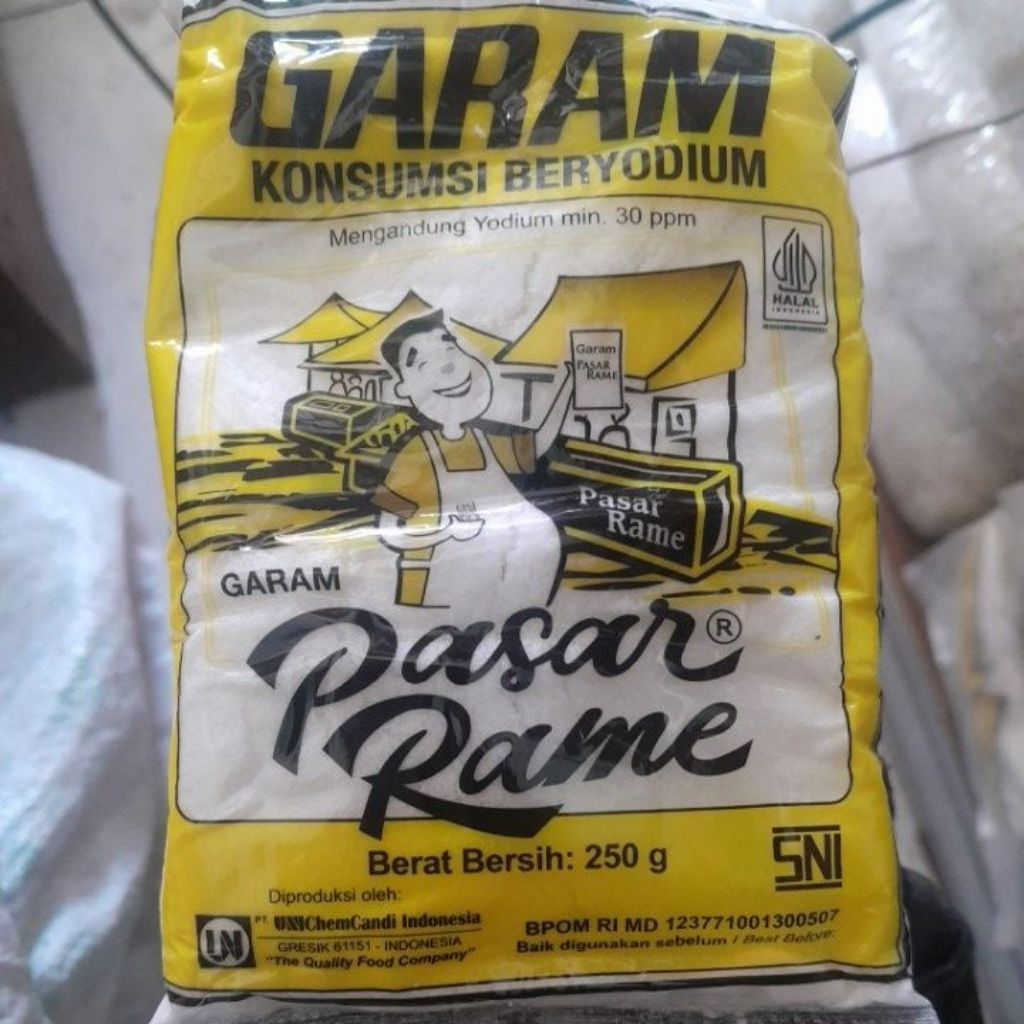 GARAM
KONSUMSI BERYODIUM
Mengandung Yodium min. 30 ppm
HALAL
INDONESIA
Garam
PASAR
RAME
Pasar
Rame
GARAM
Pasar®
Rame
Berat Bersih: 250 g
SNI
Diproduksi oleh:
PT. UNIChemCandi Indonesia
GRESIK 61151 - INDONESIA
"The Quality Food Company"
BPOM RI MD 123771001300507
Baik digunakan sebelum / Best Before: